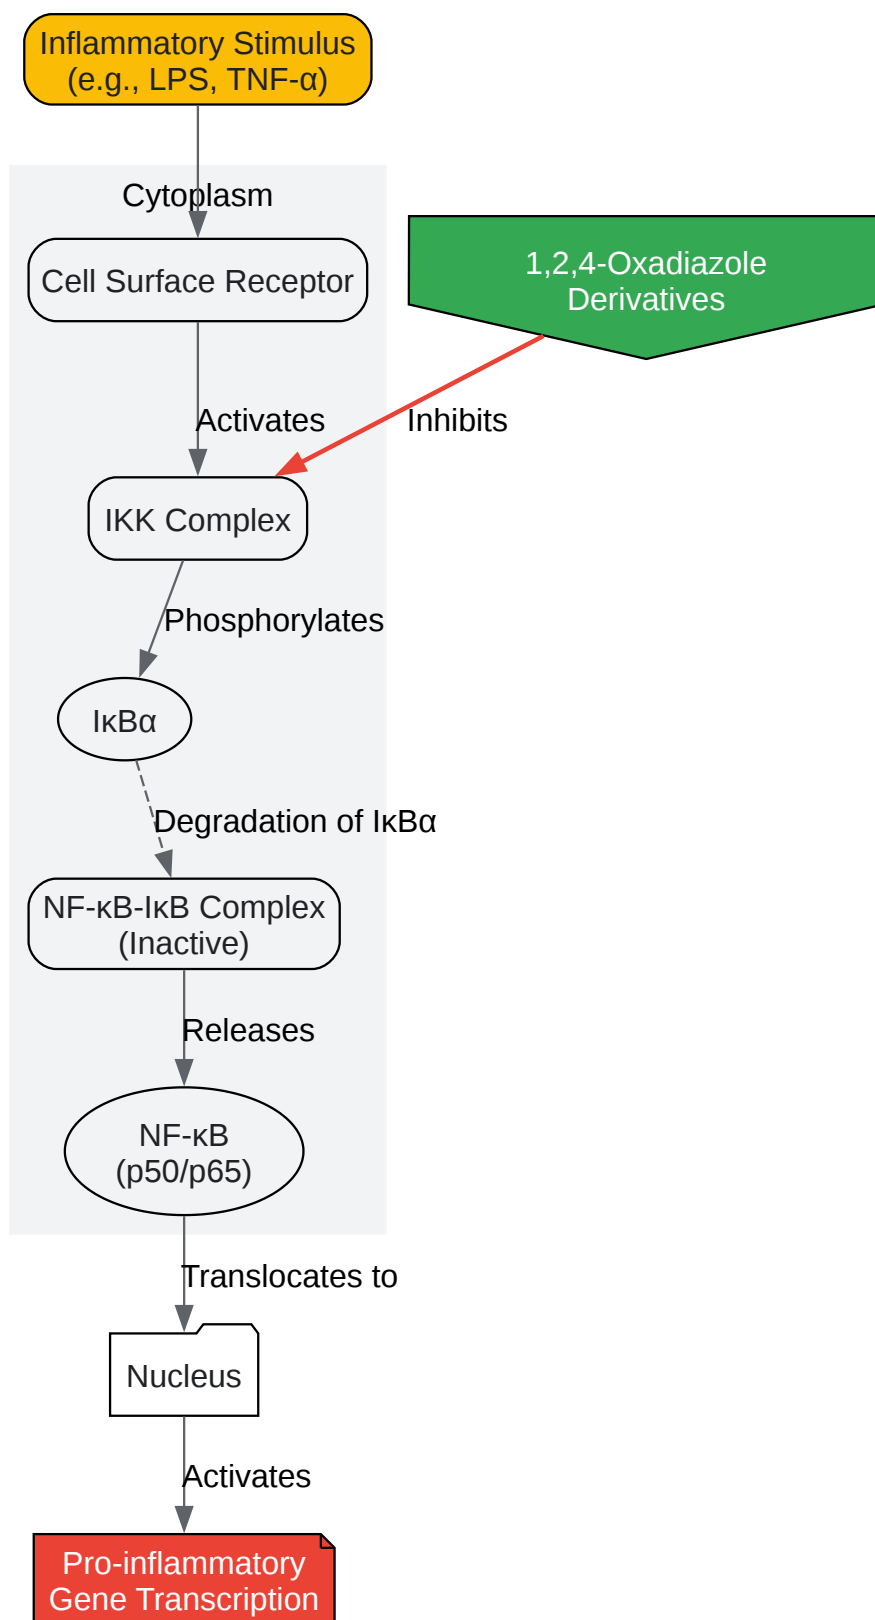 Inflammatory Stimulus
(e.g., LPS, TNF-α)
Cytoplasm
Cell Surface Receptor
1,2,4-Oxadiazole
Derivatives
Activates
Inhibits
IKK Complex
Phosphorylates
IκBα
Degradation of IκBα
NF-κB-IκB Complex
(Inactive)
Releases
NF-κB
(p50/p65)
Translocates to
Nucleus
Activates
Pro-inflammatory
Gene Transcription